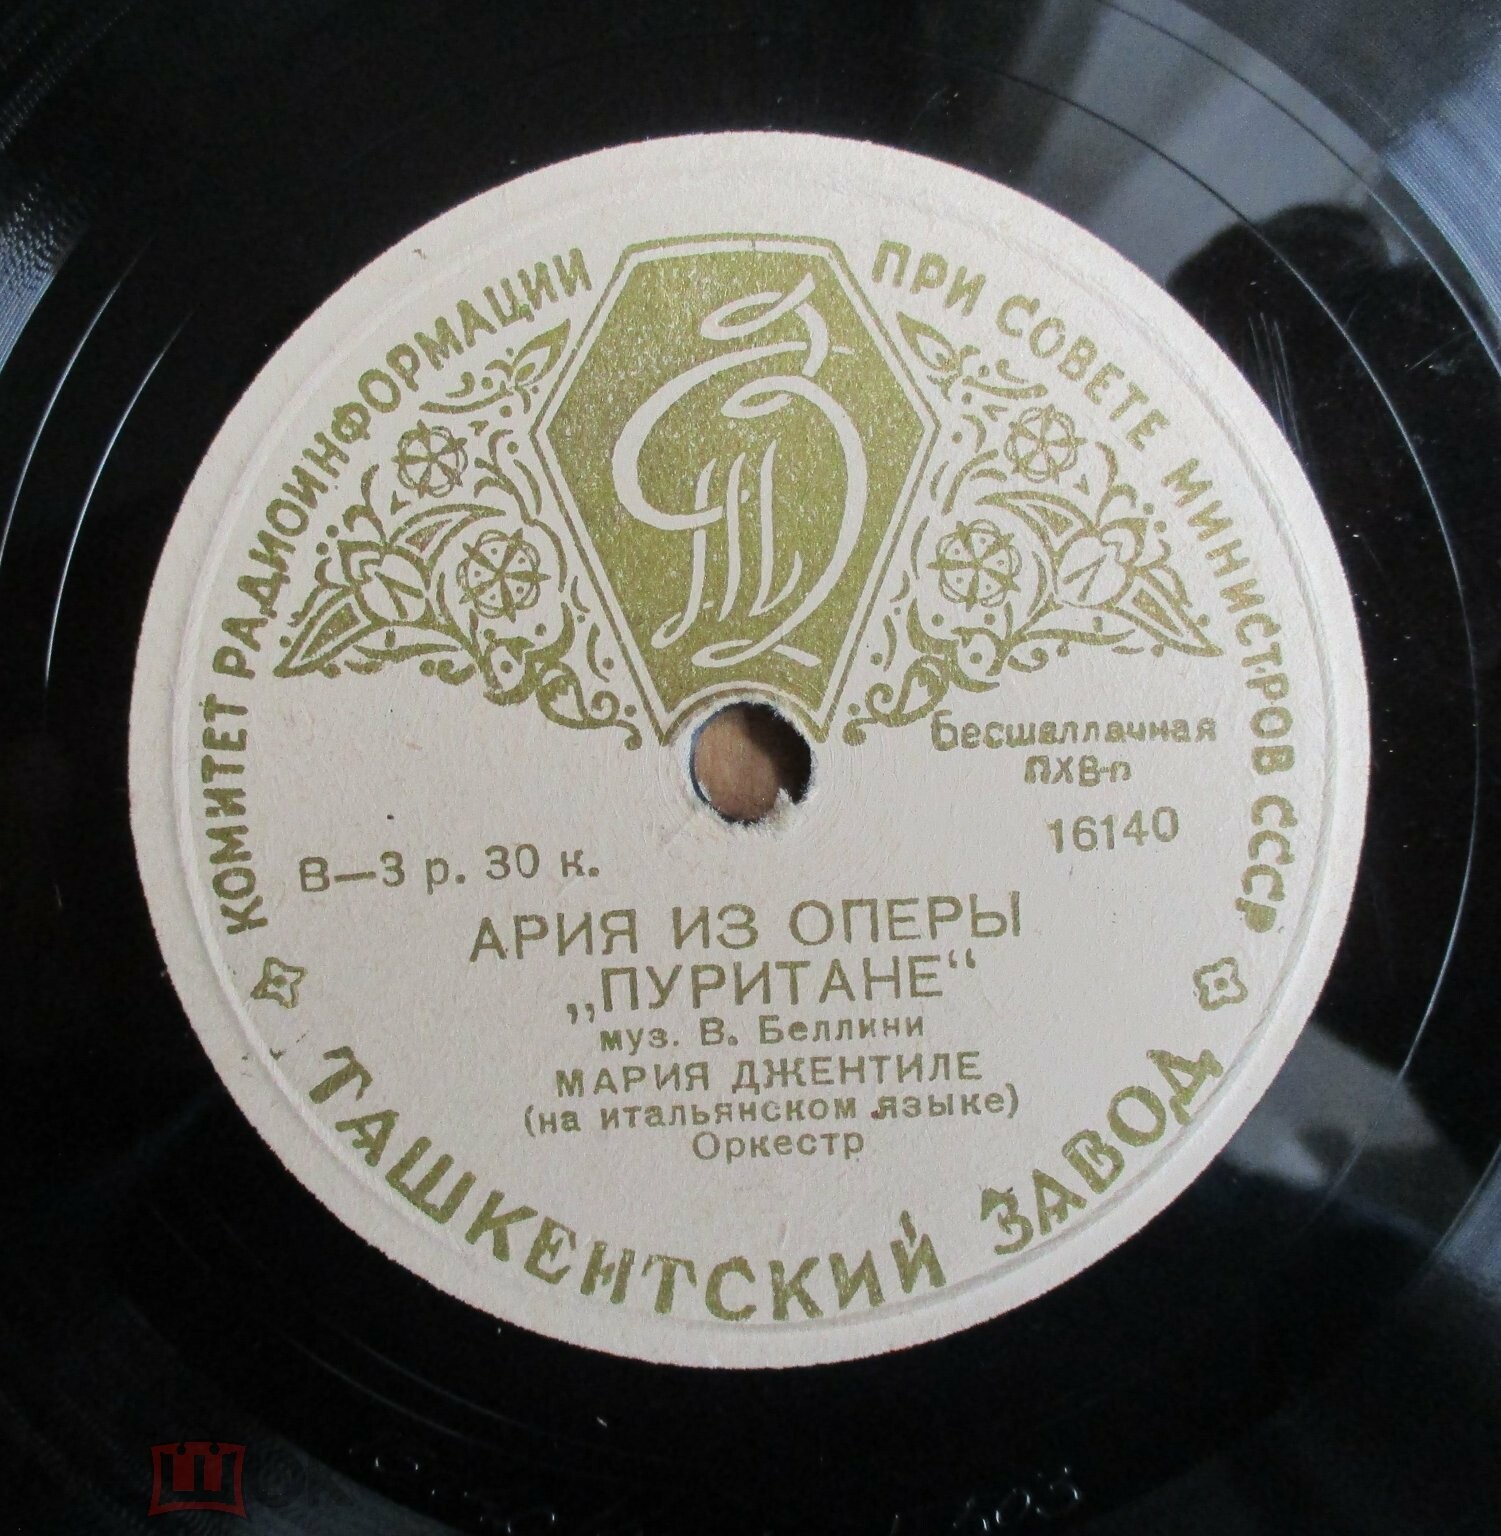 КОМИТЕТ РАДИОИНФОРМАЦИИ ПРИ СОВЕТЕ МИНИСТРОВ СССР
Бесшеллачная
ПХВ-п
16140
В—3 р. 30 к.
АРИЯ ИЗ ОПЕРЫ
„ПУРИТАНЕ“
муз. В. Беллини
МАРИЯ ДЖЕНТИЛЕ
(на итальянском языке)
Оркестр
ТАШКЕНТСКИЙ ЗАВОД